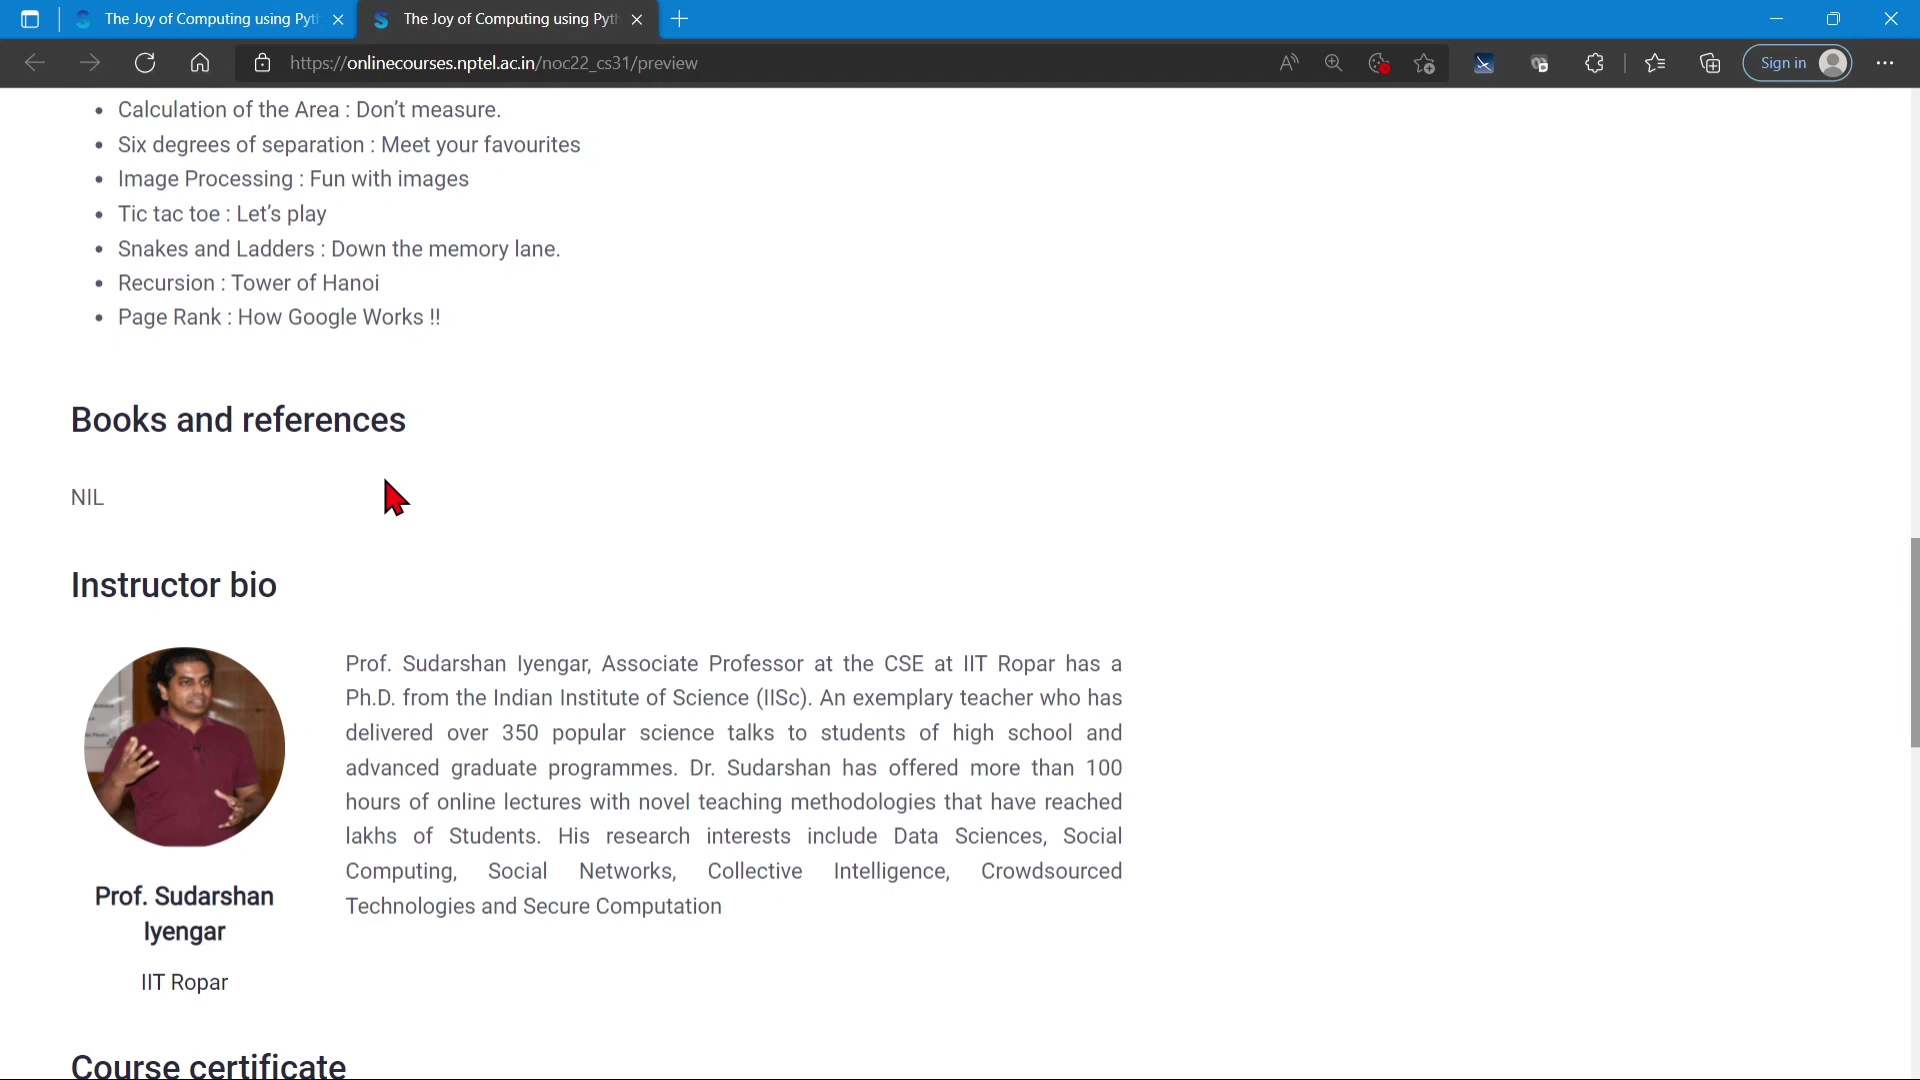 The Joy of Computing using Pyt
The Joy of Computing using Pyt
https://onlinecourses.nptel.ac.in/noc22_cs31/preview
Sign in
• Calculation of the Area : Don’t measure.
• Six degrees of separation : Meet your favourites
• Image Processing : Fun with images
• Tic tac toe : Let’s play
• Snakes and Ladders : Down the memory lane.
• Recursion : Tower of Hanoi
• Page Rank : How Google Works !!
Books and references
NIL
Instructor bio
Prof. Sudarshan Iyengar, Associate Professor at the CSE at IIT Ropar has a
Ph.D. from the Indian Institute of Science (IISc). An exemplary teacher who has
delivered over 350 popular science talks to students of high school and
advanced graduate programmes. Dr. Sudarshan has offered more than 100
hours of online lectures with novel teaching methodologies that have reached
lakhs of Students. His research interests include Data Sciences, Social
Computing, Social Networks, Collective Intelligence, Crowdsourced
Technologies and Secure Computation
Prof. Sudarshan
Iyengar
IIT Ropar
Course certificate